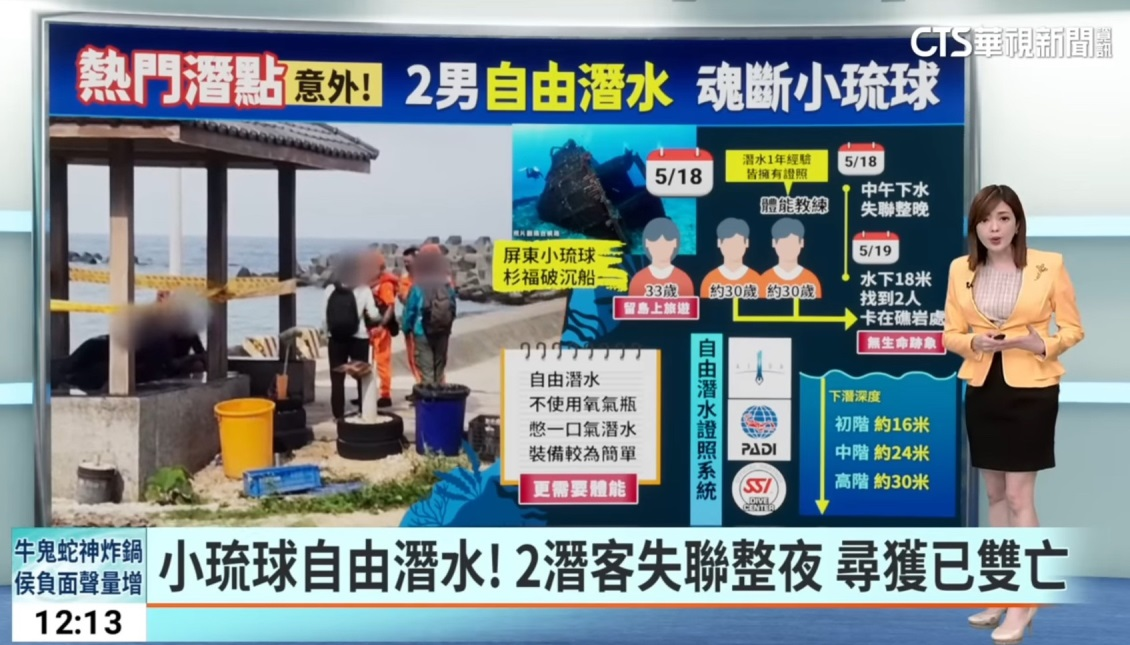 CTS華視新聞資訊
熱門潛點意外! 2男自由潛水 魂斷小琉球
屏東小琉球
杉福破沉船
5/18
潛水1年經驗
皆擁有證照
體能教練
33歲
約30歲
約30歲
留島上旅遊
5/18
中午下水
失聯整晚
5/19
水下18米
找到2人
卡在礁岩處
無生命跡象
自由潛水
不使用氧氣瓶
憋一口氣潛水
裝備較為簡單
更需要體能
自由潛水證照系統
AIDA
PADI
SSI
DIVE
CENTER
下潛深度
初階 約16米
中階 約24米
高階 約30米
牛鬼蛇神炸鍋
侯負面聲量增
12:13
小琉球自由潛水! 2潛客失聯整夜 尋獲已雙亡